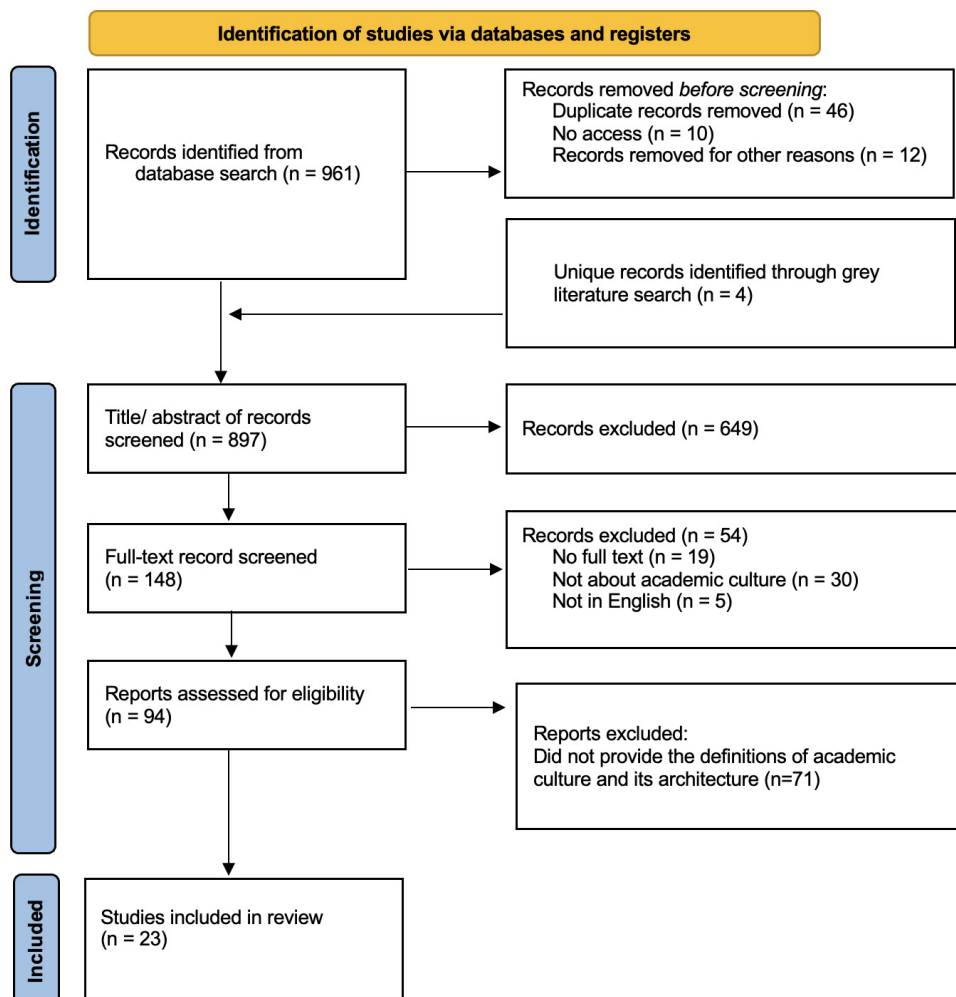 Identification of studies via databases and registers
Identification
Records identified from
database search (n = 961)
Records removed before screening:
Duplicate records removed (n = 46)
No access (n = 10)
Records removed for other reasons (n = 12)
Unique records identified through grey
literature search (n = 4)
Screening
Title/ abstract of records
screened (n = 897)
Records excluded (n = 649)
Full-text record screened
(n = 148)
Records excluded (n = 54)
No full text (n = 19)
Not about academic culture (n = 30)
Not in English (n = 5)
Reports assessed for eligibility
(n = 94)
Reports excluded:
Did not provide the definitions of academic
culture and its architecture (n=71)
Included
Studies included in review
(n = 23)